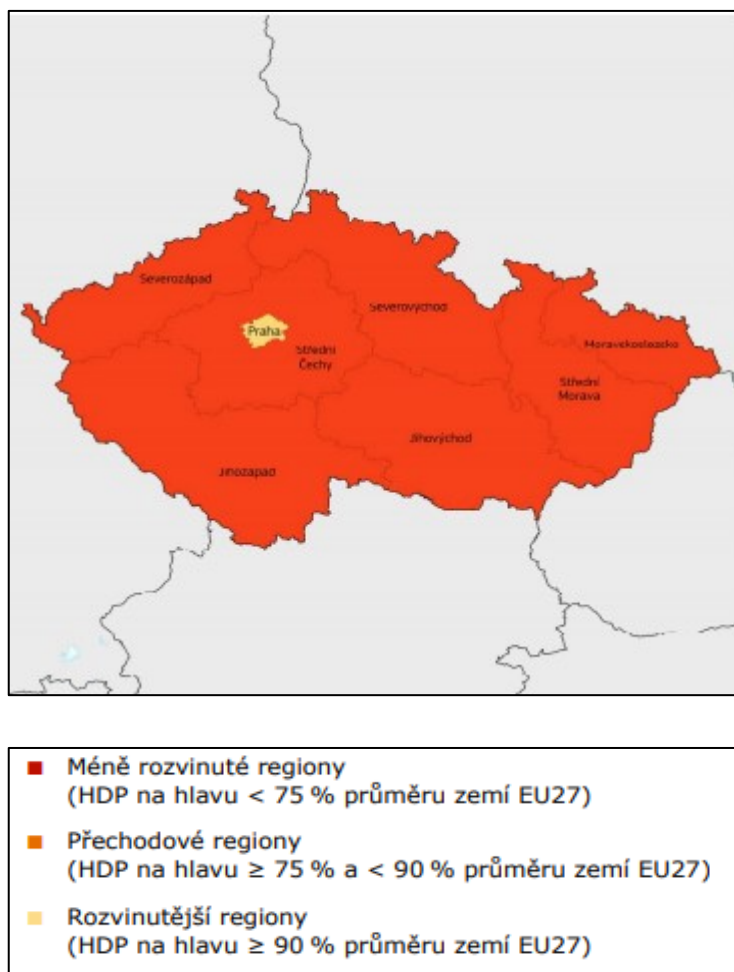 Severozápad
Severovýchod
Praha
Střední
Čechy
Moravskoslezsko
Střední
Morava
Jihovýchod
Jihozápad
Méně rozvinuté regiony
(HDP na hlavu < 75 % průměru zemí EU27)
Přechodové regiony
(HDP na hlavu ≥ 75 % a < 90 % průměru zemí EU27)
Rozvinutější regiony
(HDP na hlavu ≥ 90 % průměru zemí EU27)